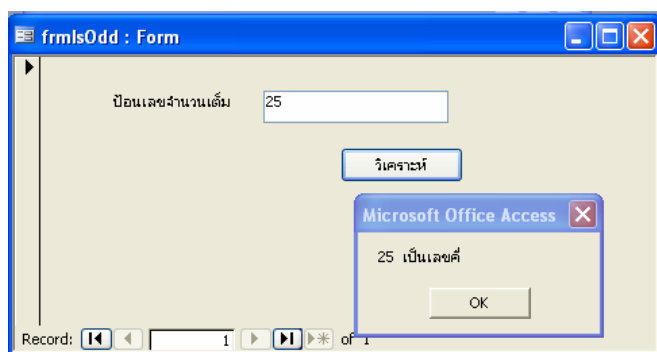 frmIsOdd : Form
ป้อนเลขจำนวนเต็ม 25
วิเคราะห์
Microsoft Office Access
25 เป็นเลขคี่
OK
Record: 1 of 1